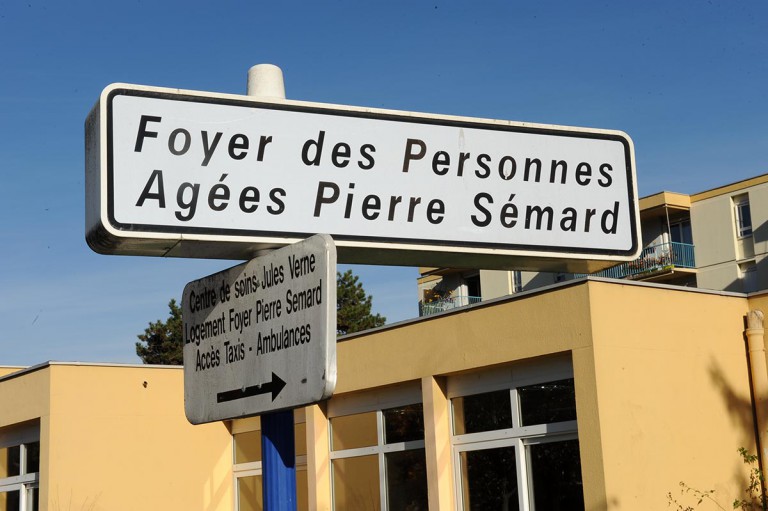 Foyer des Personnes
Agées Pierre Sémard
Centre de soins Jules Verne
Logement Foyer Pierre Semard
Accès Taxis - Ambulances